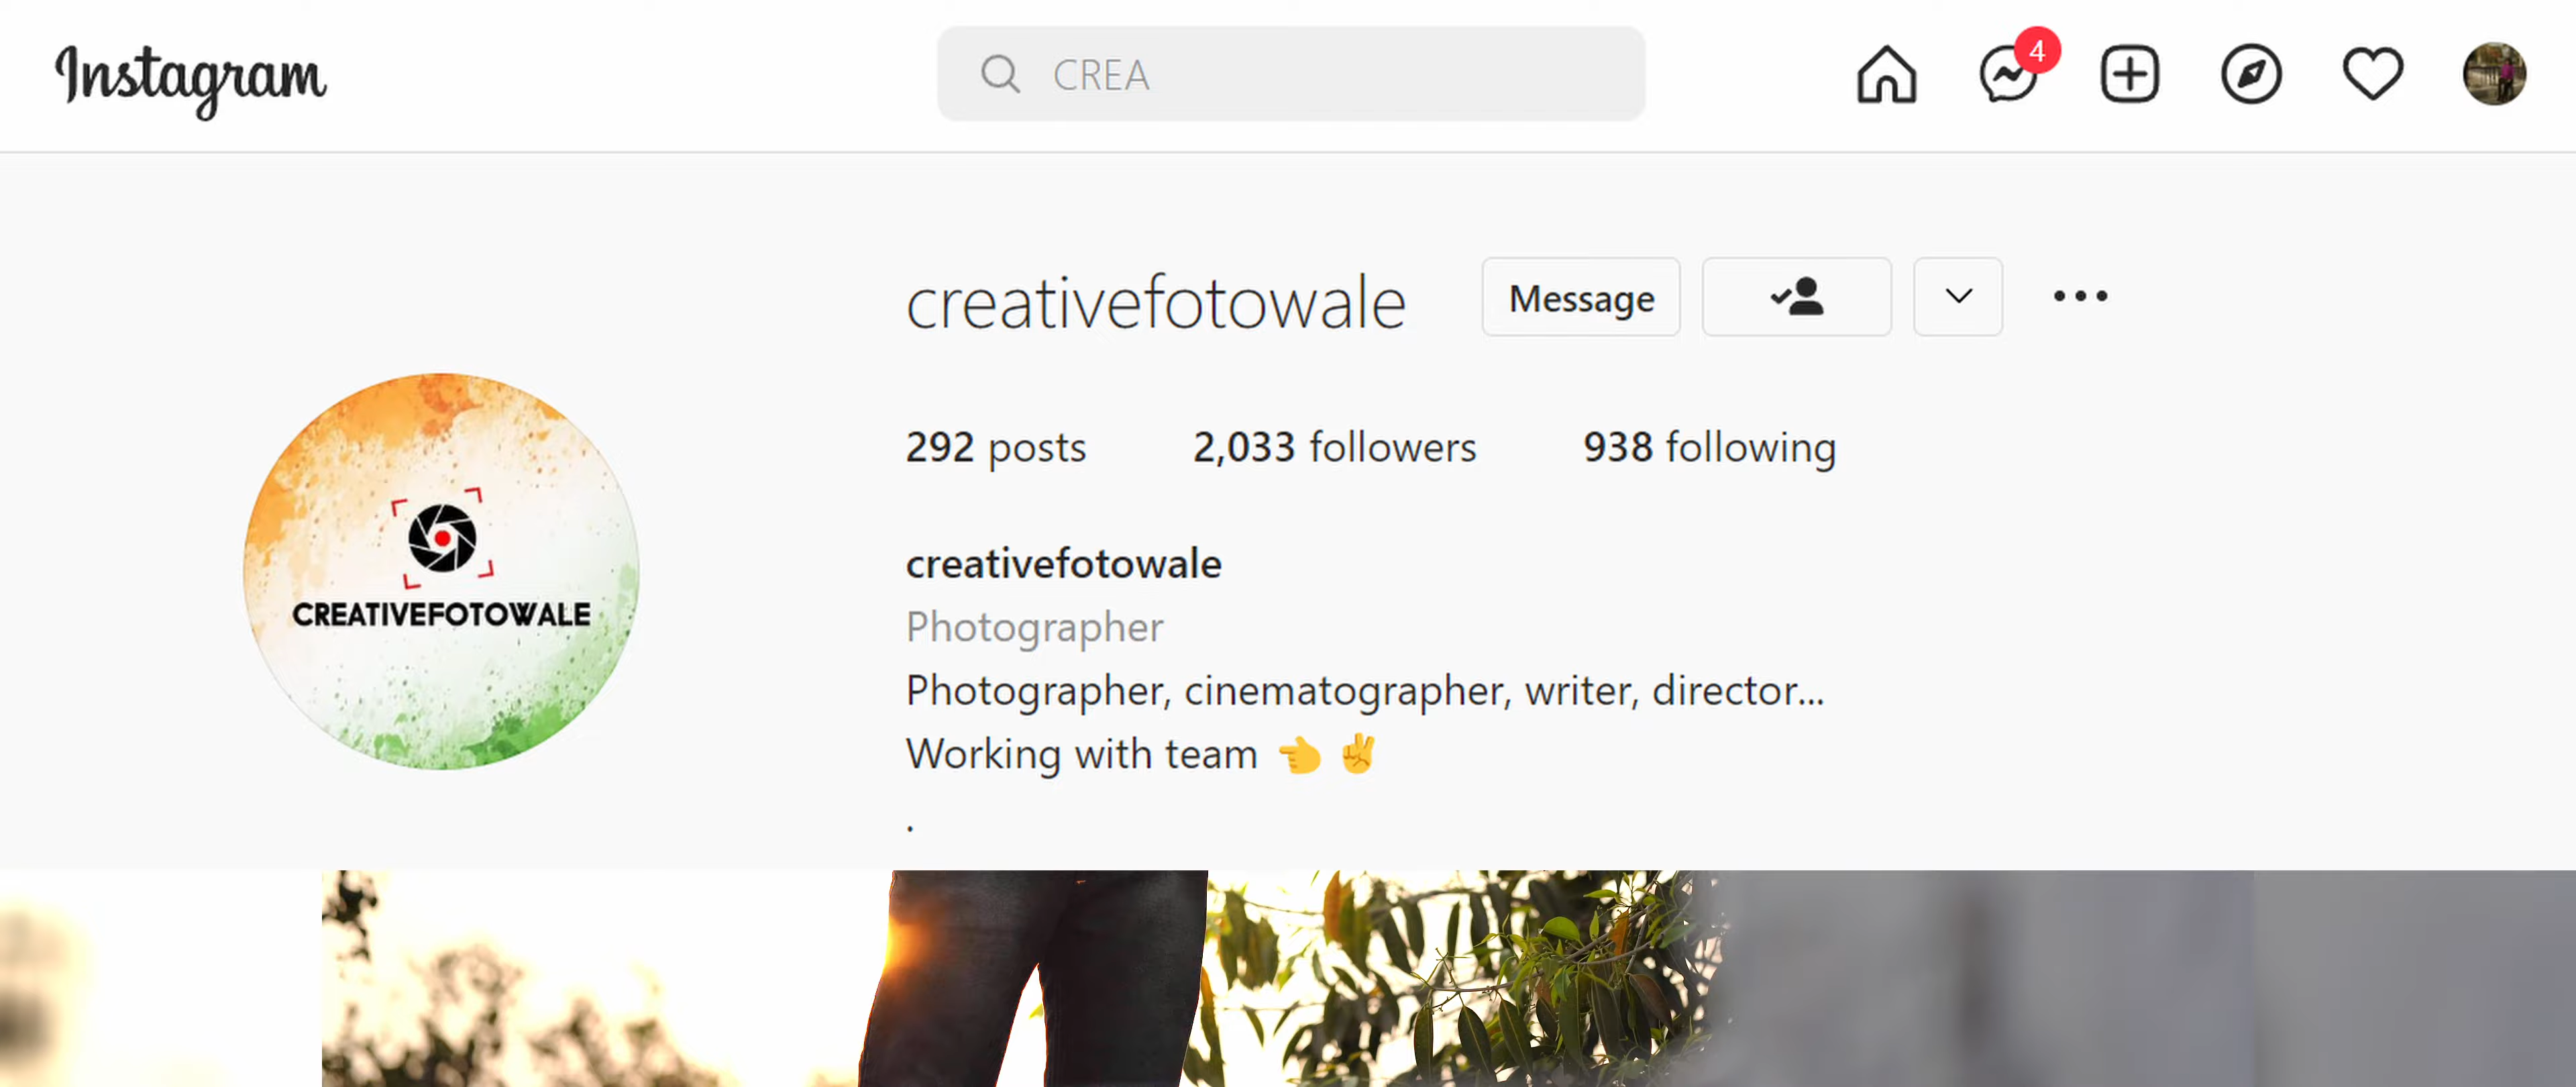 Instagram
CREA
4
creativefotowale
Message
292 posts 2,033 followers 938 following
CREATIVEFOTOWALE
creativefotowale
Photographer
Photographer, cinematographer, writer, director...
Working with team 👈 ✌
.